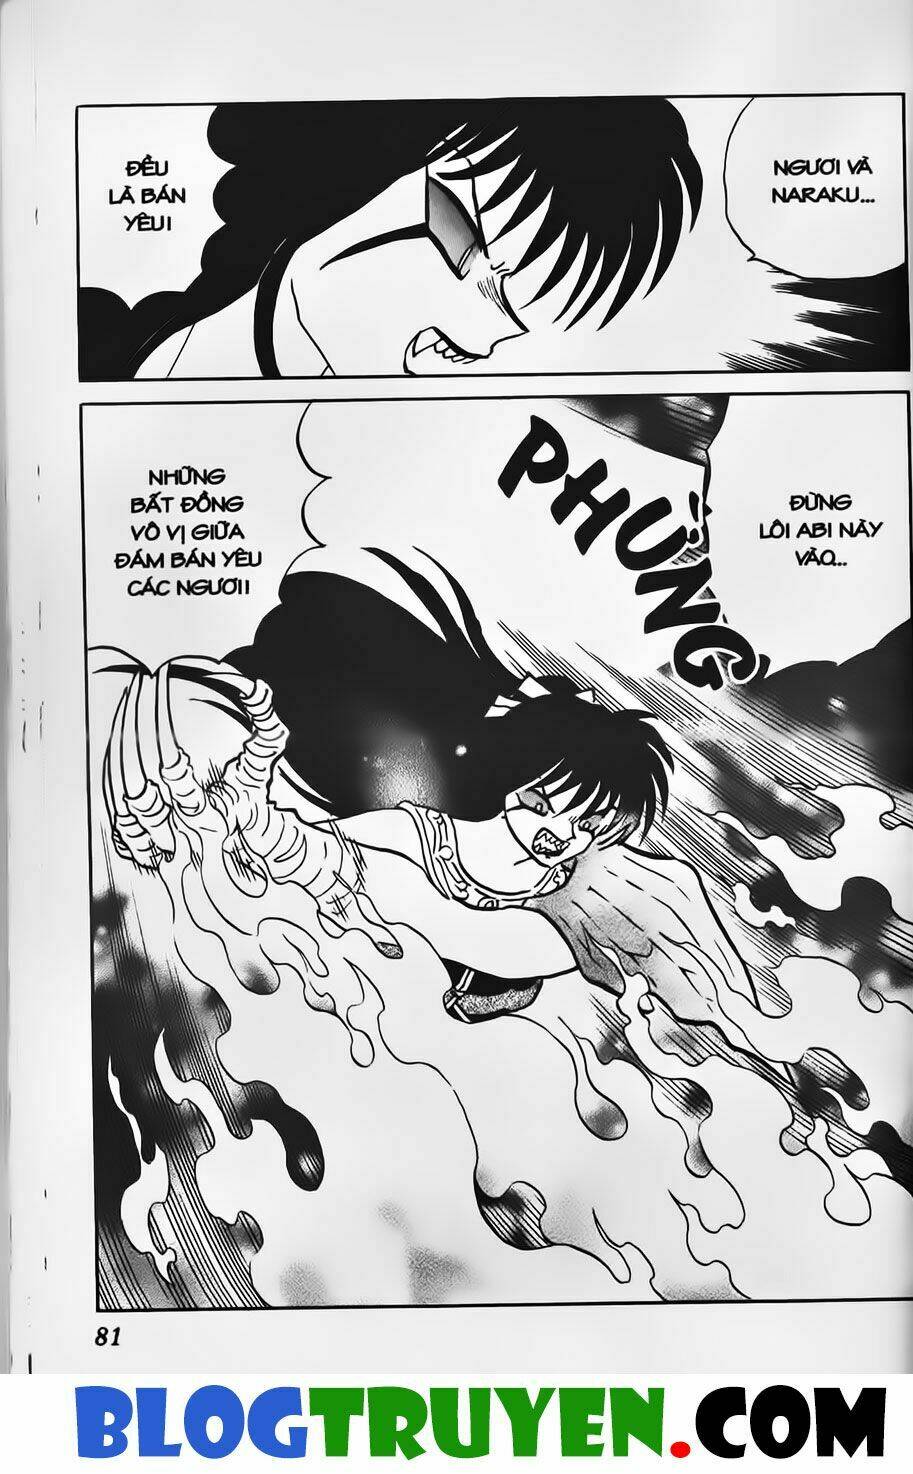 NGƯƠI VÀ
NARAKU...
ĐỀU
LÀ BÁN
YÊU!
ĐỪNG
LÔI ABI NÀY
VÀO...
PHỪNG
NHỮNG
BẤT ĐỒNG
VÔ VỊ GIỮA
ĐÁM BÁN YÊU
CÁC NGƯƠI!
81
BLOGTRUYEN.COM